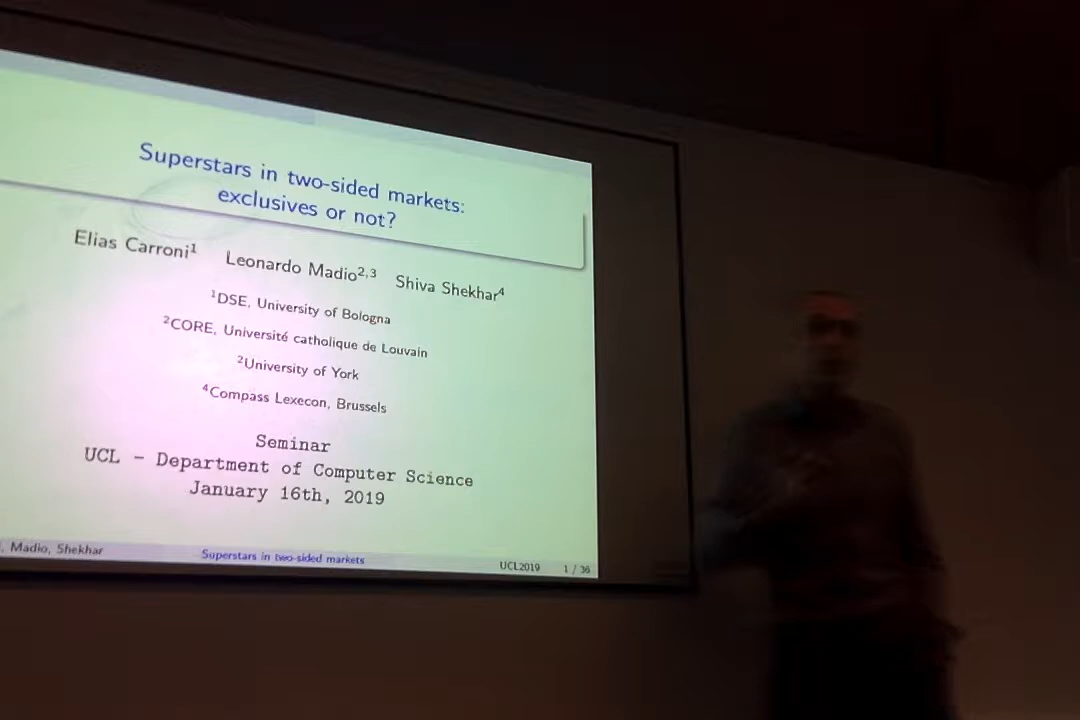 Superstars in two-sided markets:
exclusives or not?
Elias Carroni¹ Leonardo Madio²,³ Shiva Shekhar⁴
¹DSE, University of Bologna
²CORE, Université catholique de Louvain
²University of York
⁴Compass Lexecon, Brussels
Seminar
UCL - Department of Computer Science
January 16th, 2019
, Madio, Shekhar Superstars in two-sided markets UCL2019 1 / 36